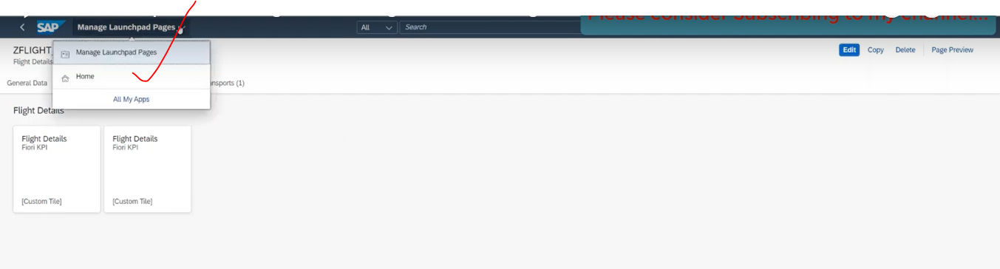 Please consider Subscribing to my channel...
SAP Manage Launchpad Pages All Search
ZFLIGHT_ Manage Launchpad Pages Edit Copy Delete Page Preview
Flight Details
Home
General Data nsports (1)
All My Apps
Flight Details
Flight Details Flight Details
Fiori KPI Fiori KPI
[Custom Tile] [Custom Tile]